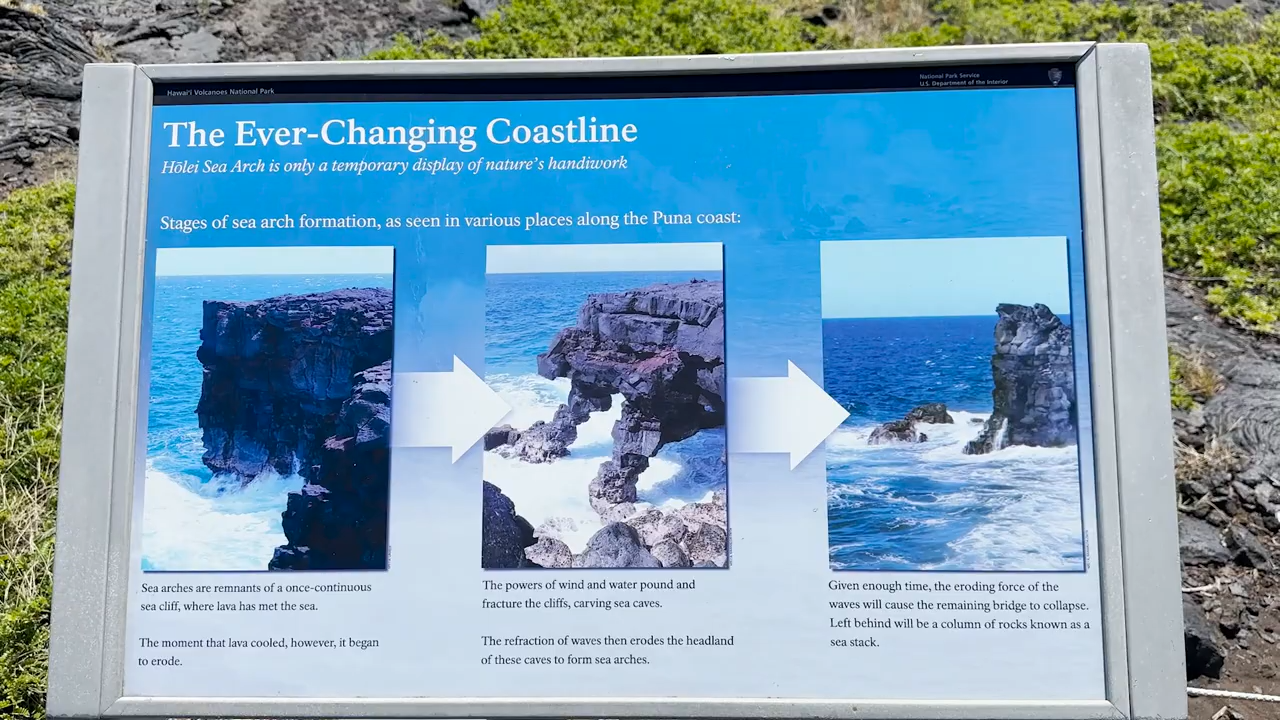 Hawai'i Volcanoes National Park
National Park Service
U.S. Department of the Interior
The Ever-Changing Coastline
Hōlei Sea Arch is only a temporary display of nature's handiwork
Stages of sea arch formation, as seen in various places along the Puna coast:
Sea arches are remnants of a once-continuous
sea cliff, where lava has met the sea.
The moment that lava cooled, however, it began
to erode.
The powers of wind and water pound and
fracture the cliffs, carving sea caves.
The refraction of waves then erodes the headland
of these caves to form sea arches.
Given enough time, the eroding force of the
waves will cause the remaining bridge to collapse.
Left behind will be a column of rocks known as a
sea stack.